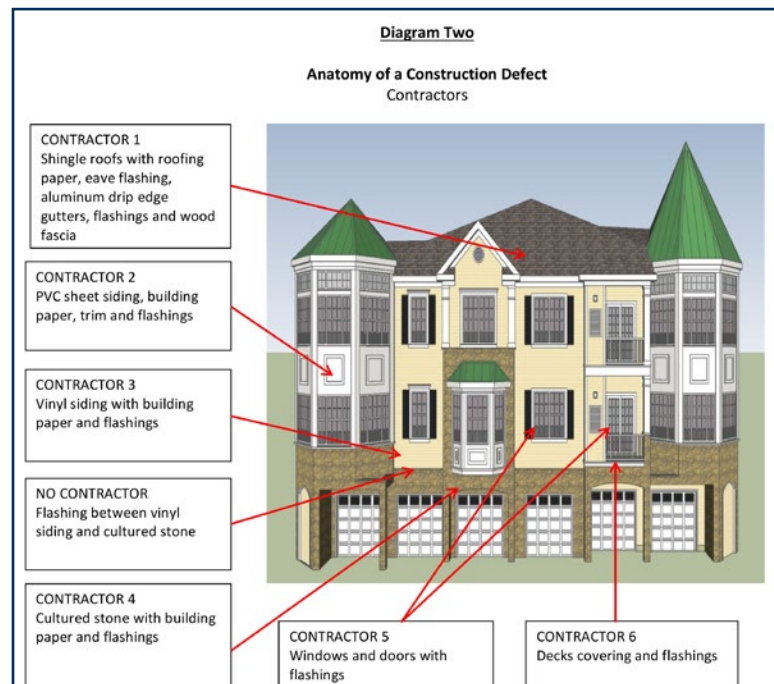 Diagram Two
Anatomy of a Construction Defect
Contractors
CONTRACTOR 1
Shingle roofs with roofing
paper, eave flashing,
aluminum drip edge
gutters, flashings and wood
fascia
CONTRACTOR 2
PVC sheet siding, building
paper, trim and flashings
CONTRACTOR 3
Vinyl siding with building
paper and flashings
NO CONTRACTOR
Flashing between vinyl
siding and cultured stone
CONTRACTOR 4
Cultured stone with building
paper and flashings
CONTRACTOR 5
Windows and doors with
flashings
CONTRACTOR 6
Decks covering and flashings